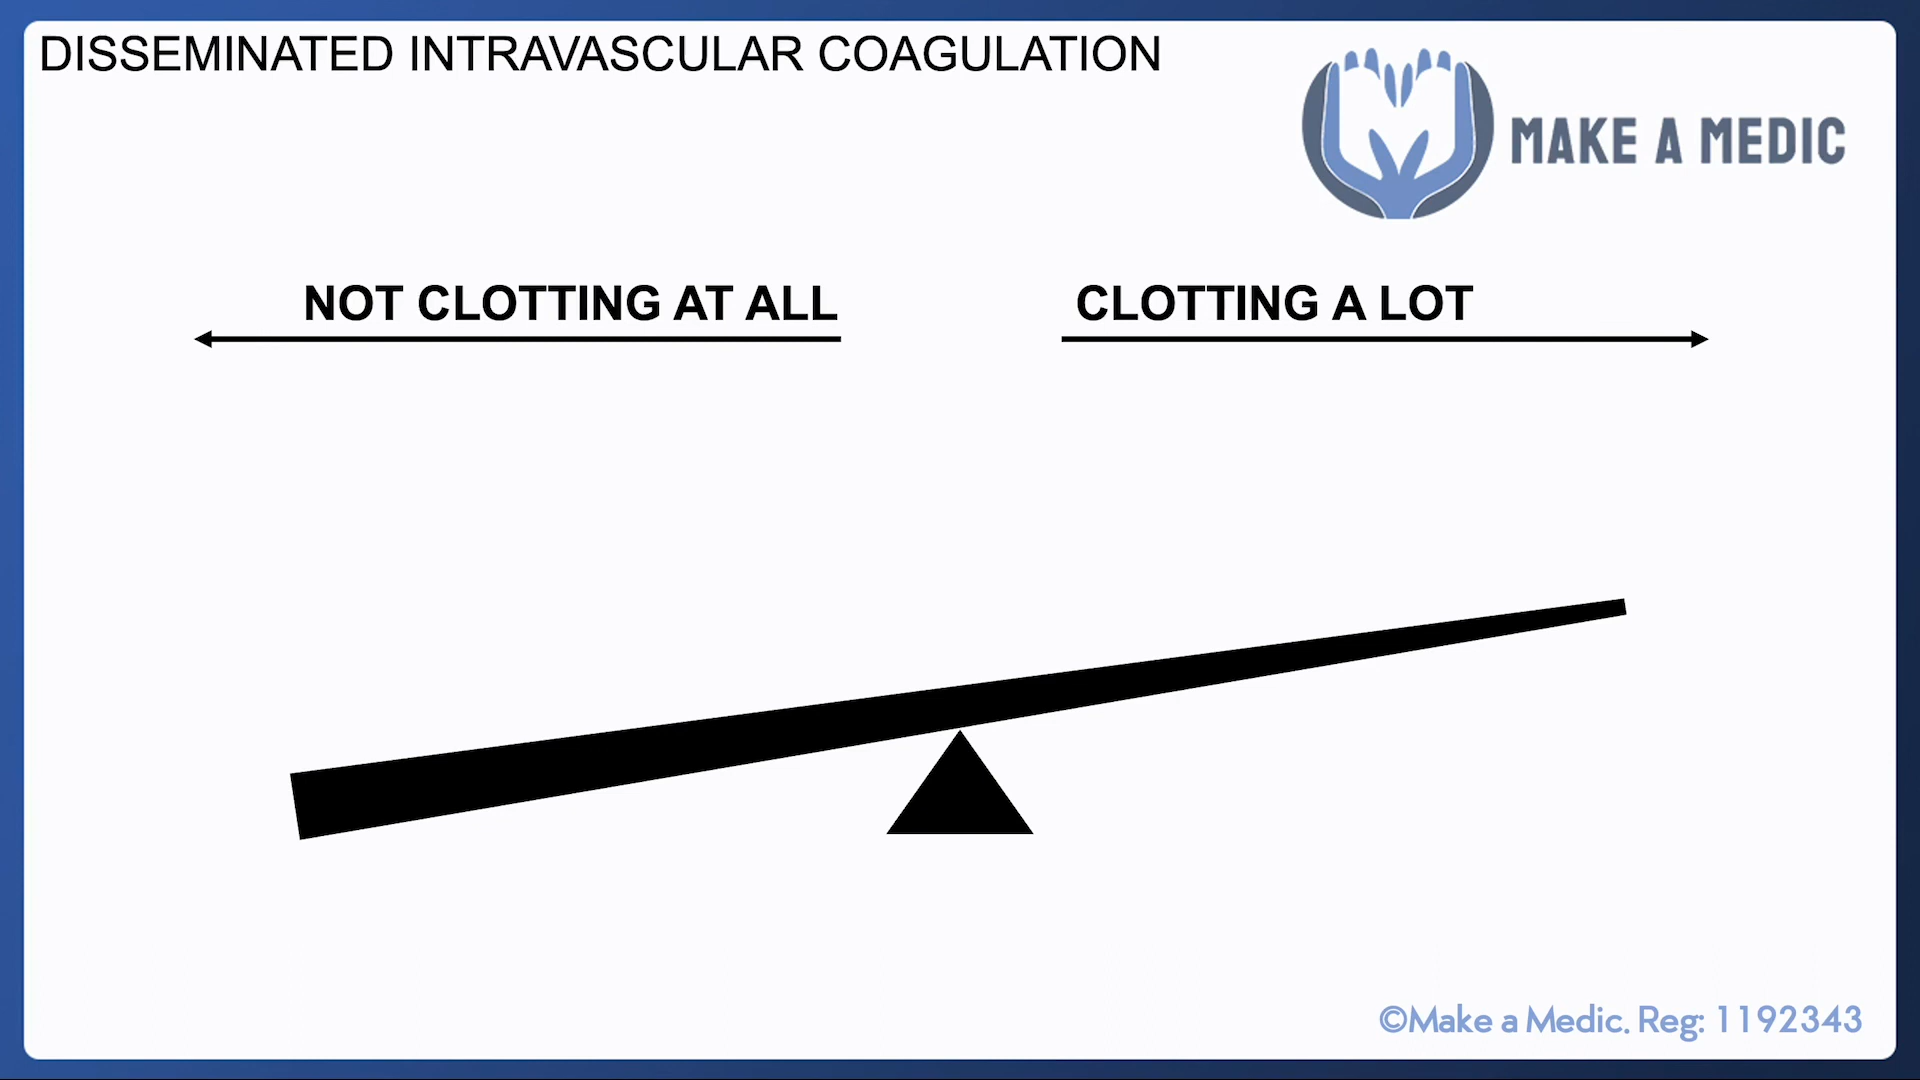 DISSEMINATED INTRAVASCULAR COAGULATION
MAKE A MEDIC
NOT CLOTTING AT ALL
CLOTTING A LOT
©Make a Medic. Reg: 1192343